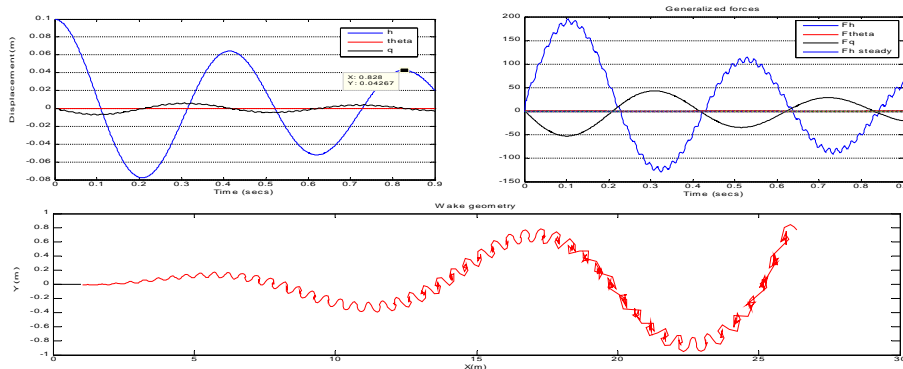 h
theta
q
X: 0.828
Y: 0.04267
Displacement (m)
0.1
0.08
0.06
0.04
0.02
0
-0.02
-0.04
-0.06
-0.08
0 0.1 0.2 0.3 0.4 0.5 0.6 0.7 0.8 0.9
Time (secs)
Generalized forces
Fh
Ftheta
Fq
Fh steady
200
150
100
50
0
-50
-100
-150
0 0.1 0.2 0.3 0.4 0.5 0.6 0.7 0.8
Time (secs)
Wake geometry
Y(m)
1
0.8
0.6
0.4
0.2
0
-0.2
-0.4
-0.6
-0.8
-1
0 5 10 15 20 25 30
X(m)